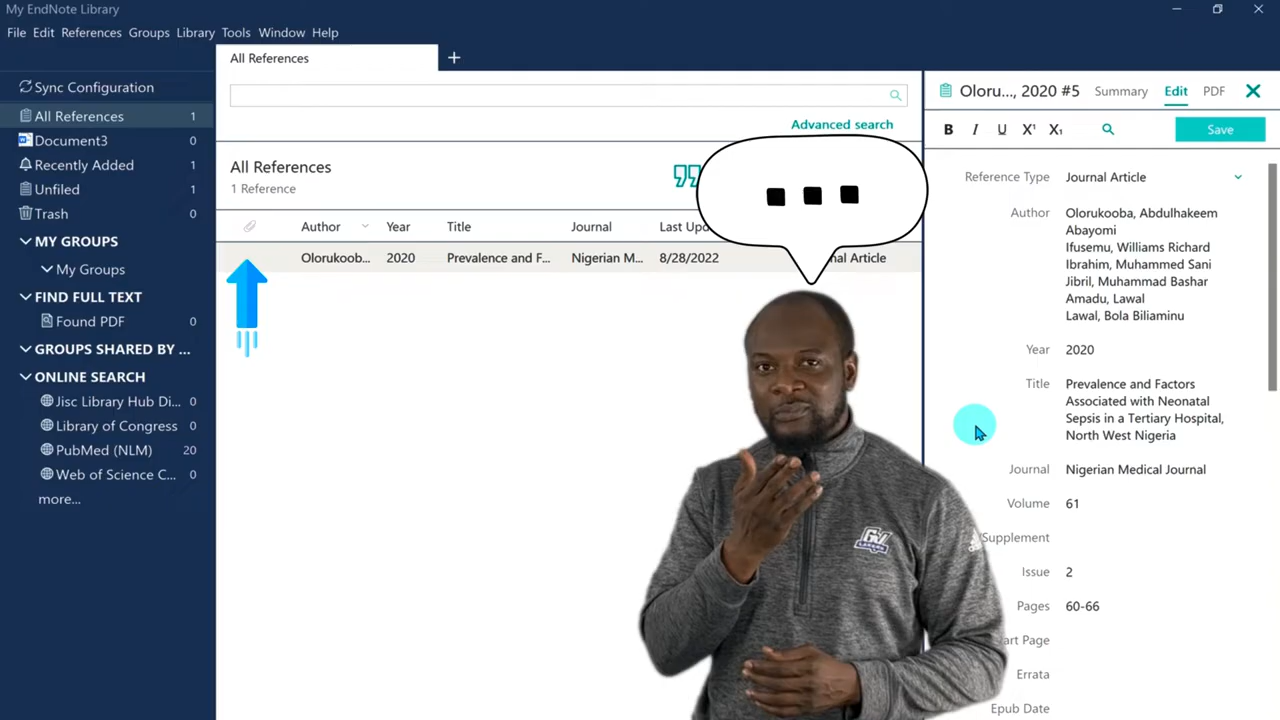 My EndNote Library
File Edit References Groups Library Tools Window Help
Sync Configuration
All References 1
Document3 0
Recently Added 1
Unfiled 1
Trash 0
MY GROUPS
My Groups
FIND FULL TEXT
Found PDF 0
GROUPS SHARED BY ...
ONLINE SEARCH
Jisc Library Hub Di... 0
Library of Congress 0
PubMed (NLM) 20
Web of Science C... 0
more...
All References
Advanced search
All References
1 Reference
Author Year Title Journal Last Upd
Olorukoob... 2020 Prevalence and F... Nigerian M... 8/28/2022 nal Article
GV
LAKERS
Oloru..., 2020 #5 Summary Edit PDF
B I U X¹ X₁ Save
Reference Type Journal Article
Author Olorukooba, Abdulhakeem
Abayomi
Ifusemu, Williams Richard
Ibrahim, Muhammed Sani
Jibril, Muhammad Bashar
Amadu, Lawal
Lawal, Bola Biliaminu
Year 2020
Title Prevalence and Factors
Associated with Neonatal
Sepsis in a Tertiary Hospital,
North West Nigeria
Journal Nigerian Medical Journal
Volume 61
/Supplement
Issue 2
Pages 60-66
art Page
Errata
Epub Date